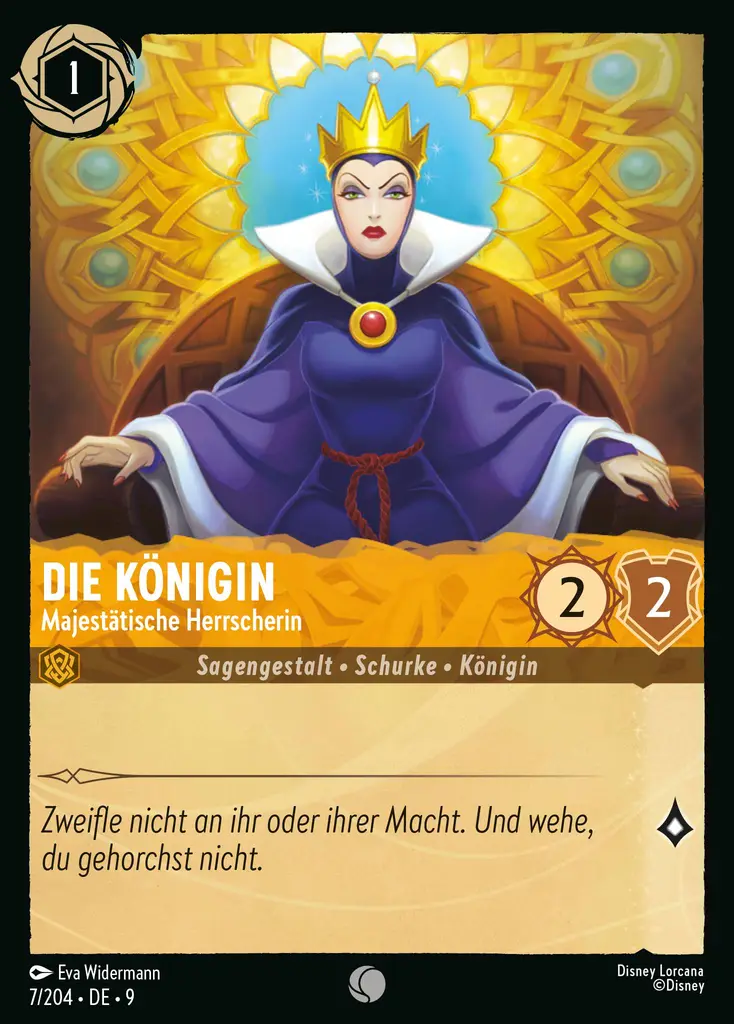 1
DIE KÖNIGIN
Majestätische Herrscherin
2
2
Sagengestalt • Schurke • Königin
Zweifle nicht an ihr oder ihrer Macht. Und wehe,
du gehorchst nicht.
Eva Widermann
7/204 • DE • 9
Disney Lorcana
©Disney